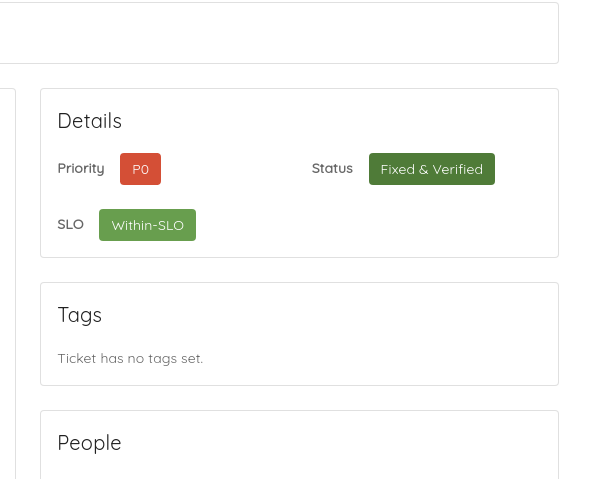 Details
Priority P0 Status Fixed & Verified
SLO Within-SLO
Tags
Ticket has no tags set.
People